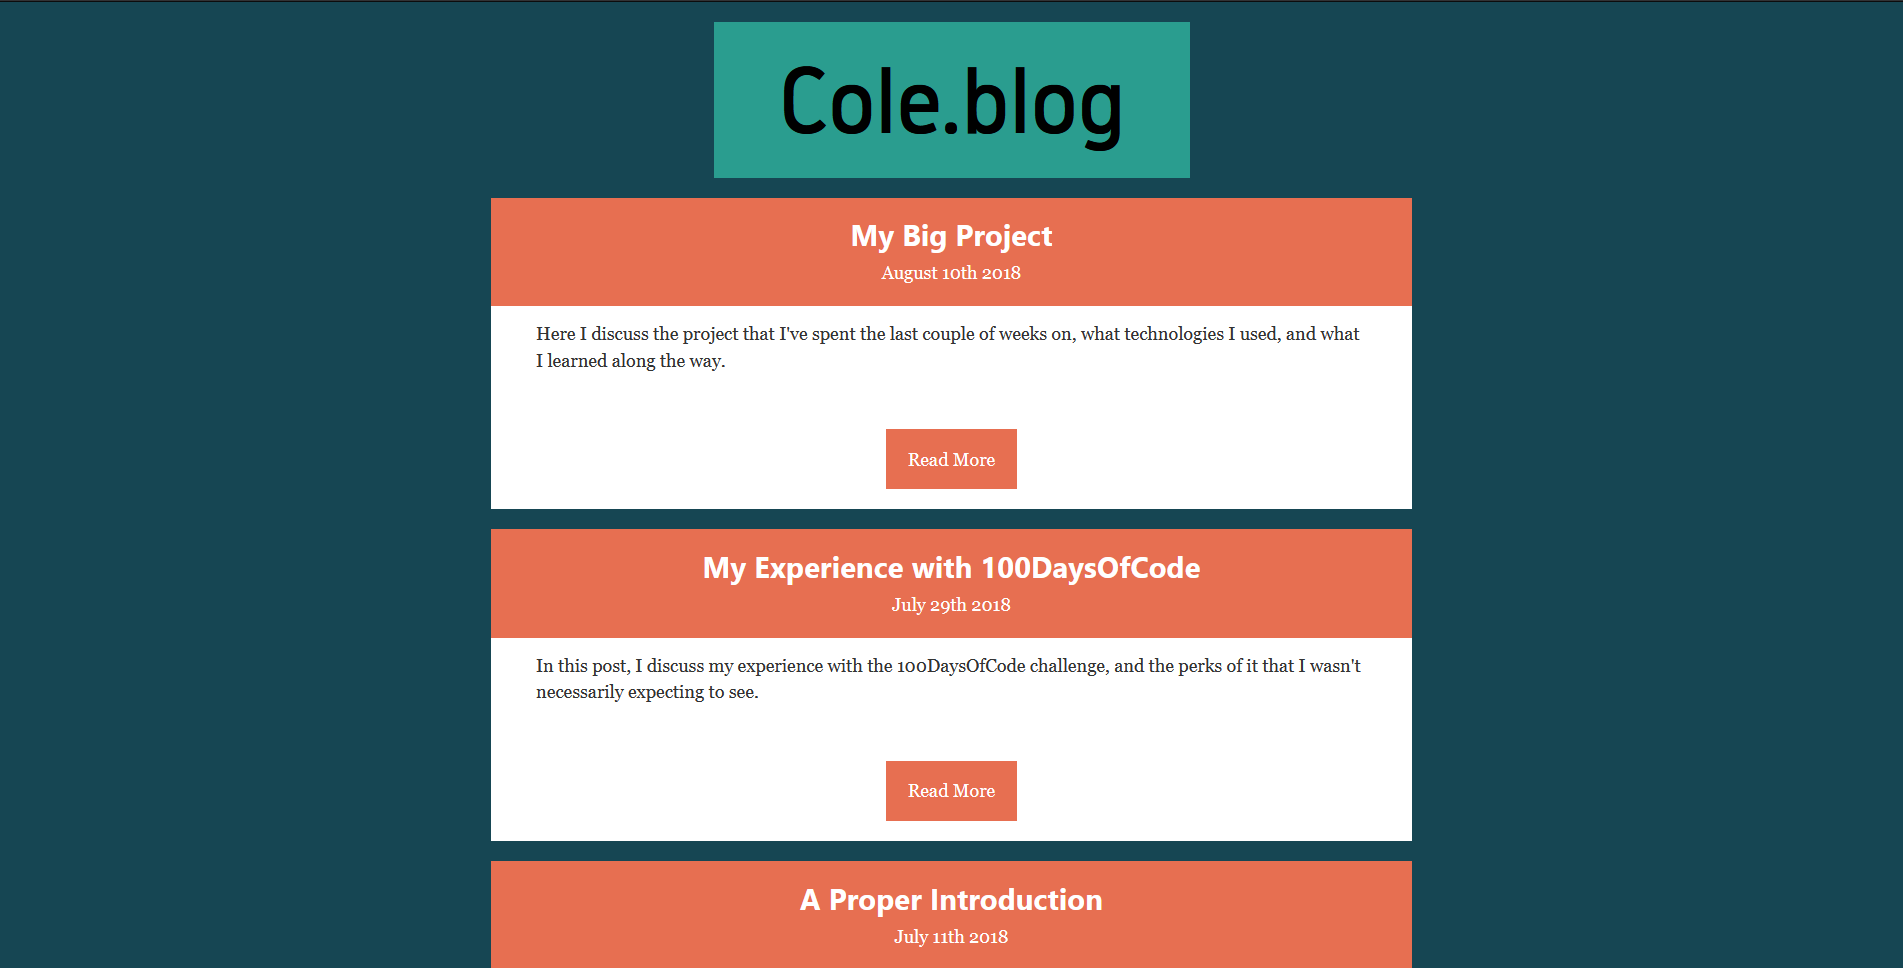 Cole.blog
My Big Project
August 10th 2018
Here I discuss the project that I've spent the last couple of weeks on, what technologies I used, and what
I learned along the way.
Read More
My Experience with 100DaysOfCode
July 29th 2018
In this post, I discuss my experience with the 100DaysOfCode challenge, and the perks of it that I wasn't
necessarily expecting to see.
Read More
A Proper Introduction
July 11th 2018